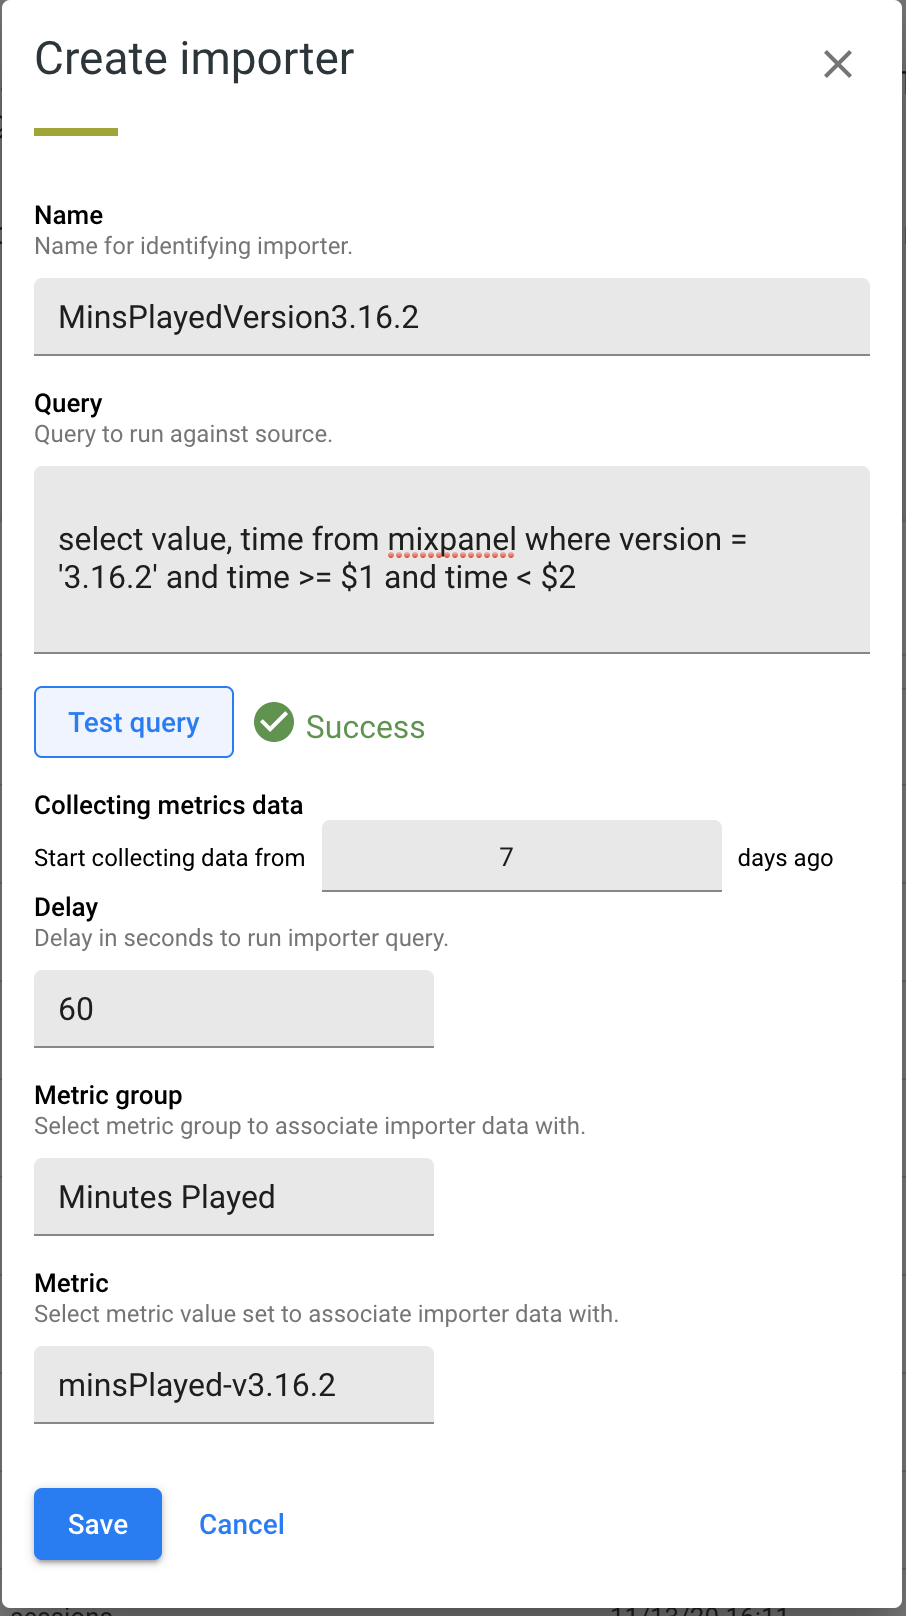 Create importer
Name
Name for identifying importer.
MinsPlayedVersion3.16.2
Query
Query to run against source.
select value, time from mixpanel where version =
'3.16.2' and time >= $1 and time < $2
Test query
Success
Collecting metrics data
Start collecting data from 7 days ago
Delay
Delay in seconds to run importer query.
60
Metric group
Select metric group to associate importer data with.
Minutes Played
Metric
Select metric value set to associate importer data with.
minsPlayed-v3.16.2
Save Cancel